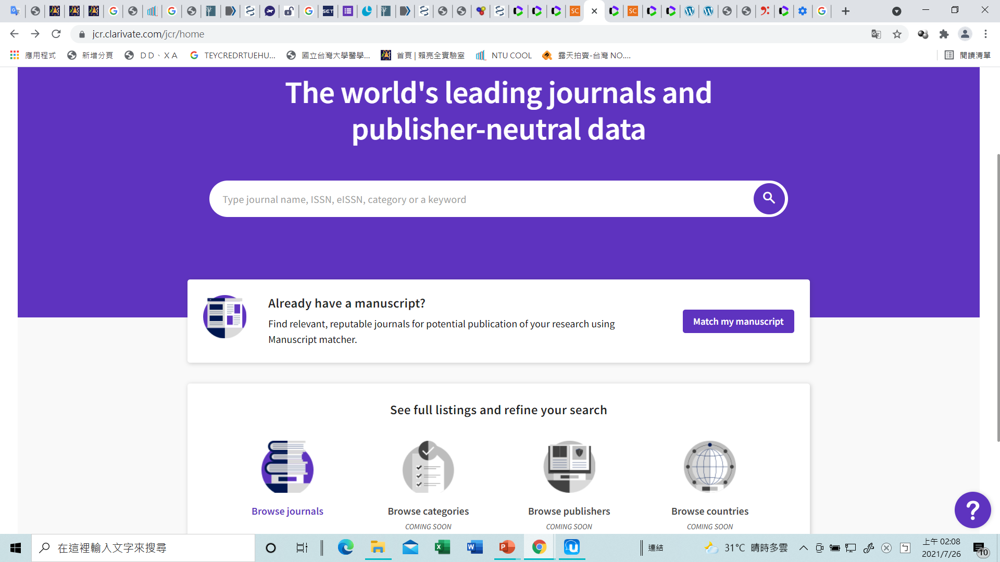 SET
SC
SC
jcr.clarivate.com/jcr/home
應用程式
新增分頁
ＤＤ、ＸＡ
TEYCREDRTUEHU...
國立台灣大學醫學...
首頁 | 賴亮全實驗室
NTU COOL
露天拍賣-台灣 NO....
閱讀清單
The world's leading journals and
publisher-neutral data
Type journal name, ISSN, eISSN, category or a keyword
Already have a manuscript?
Find relevant, reputable journals for potential publication of your research using
Manuscript matcher.
Match my manuscript
See full listings and refine your search
Browse journals
Browse categories
COMING SOON
Browse publishers
COMING SOON
Browse countries
COMING SOON
?
在這裡輸入文字來搜尋
連結
31°C 晴時多雲
ㄅ
上午 02:08
2021/7/26
10